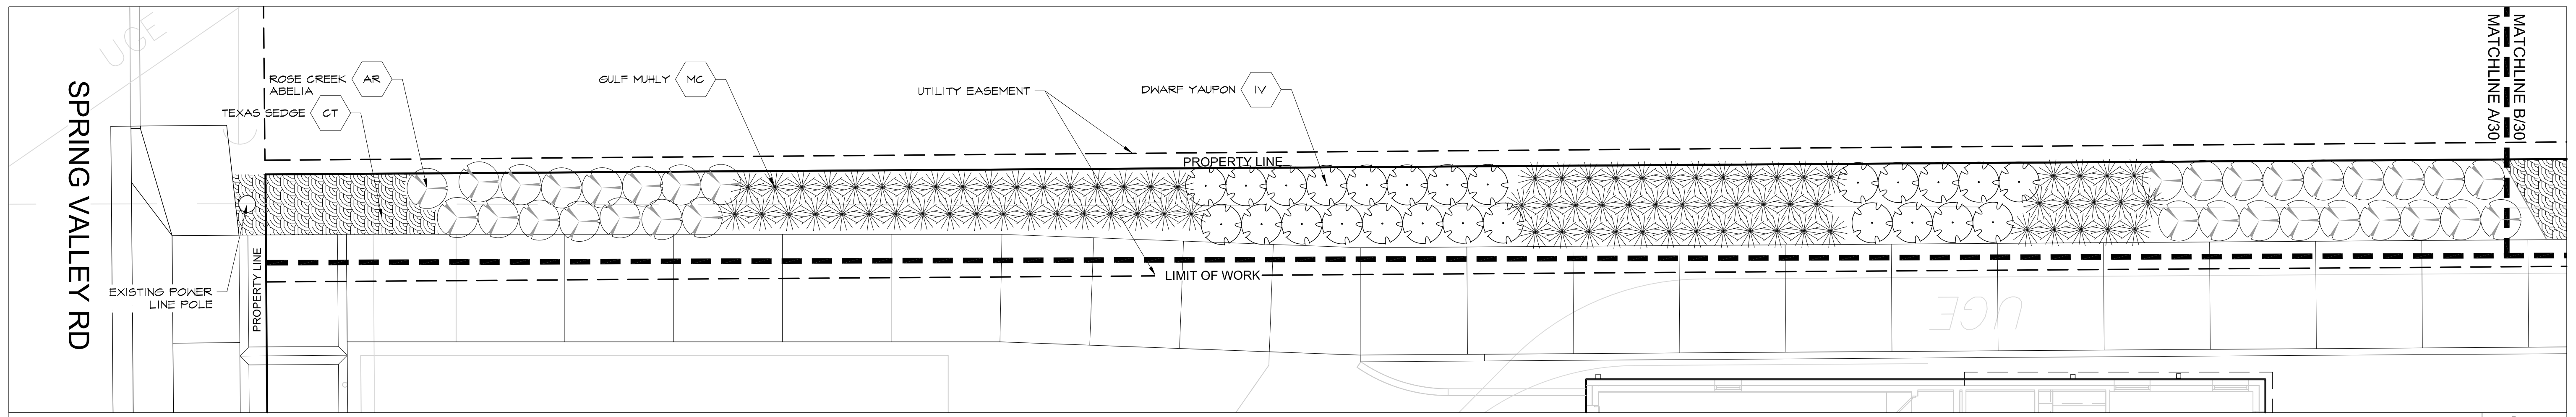 SPRING VALLEY RD
UGE
ROSE CREEK
ABELIA
AR
TEXAS SEDGE
CT
GULF MUHLY
MC
UTILITY EASEMENT
DWARF YAUPON
IV
MATCHLINE B/30
MATCHLINE A/30
PROPERTY LINE
PROPERTY LINE
EXISTING POWER
LINE POLE
LIMIT OF WORK
UGE